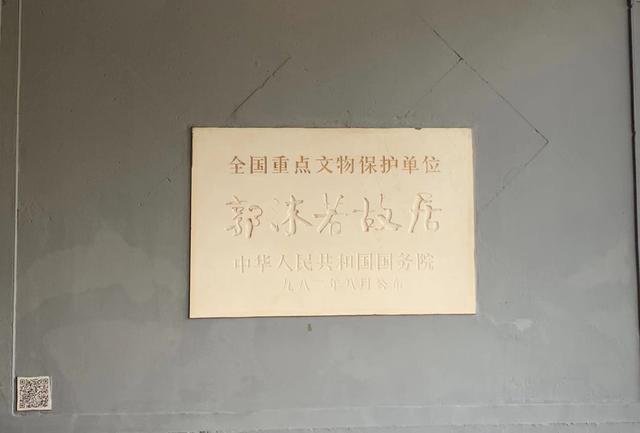 全国重点文物保护单位
郭沫若故居
中华人民共和国国务院
一九八二年八月公布